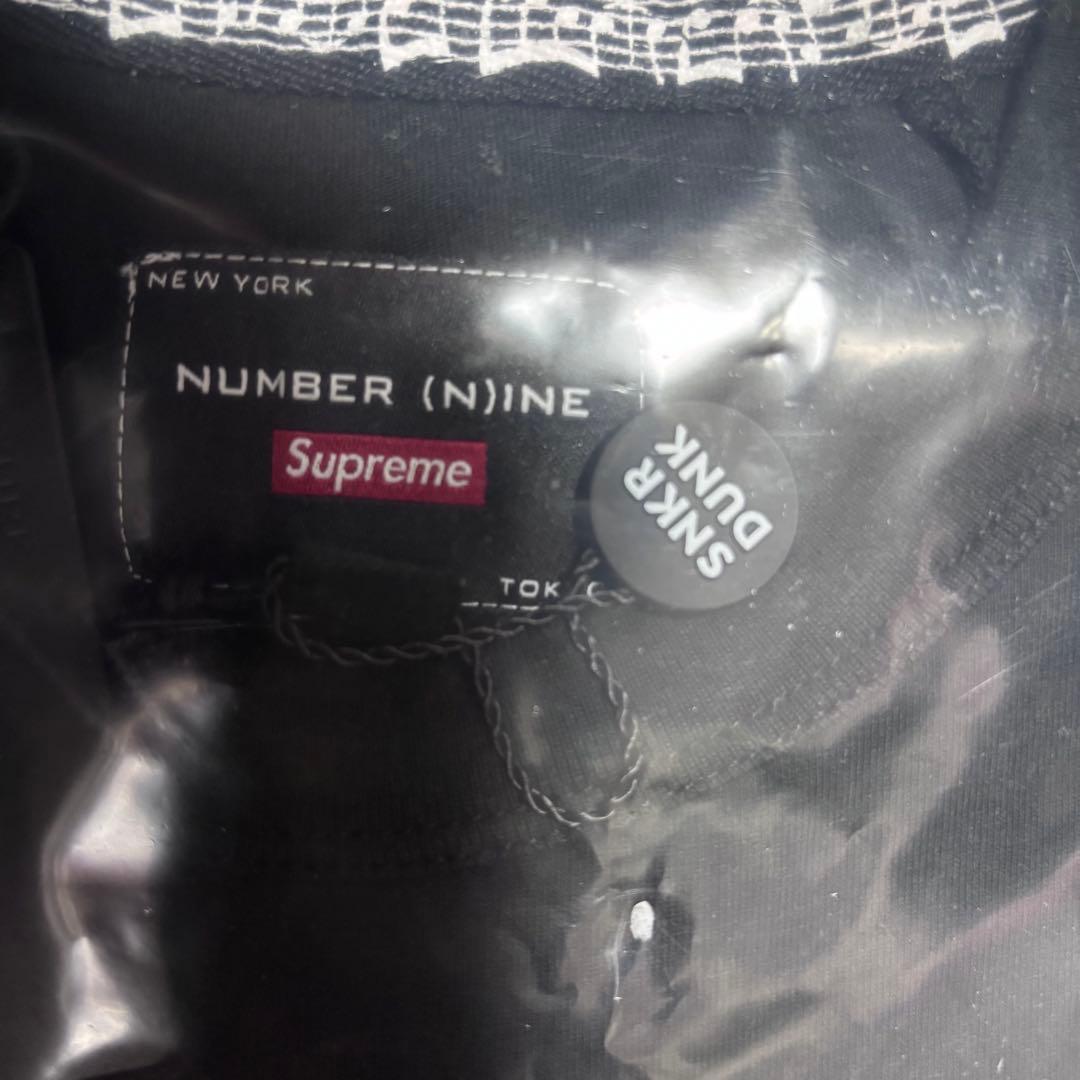 NEW YORK
NUMBER (N)INE
Supreme
SNKR
DUNK
TOK